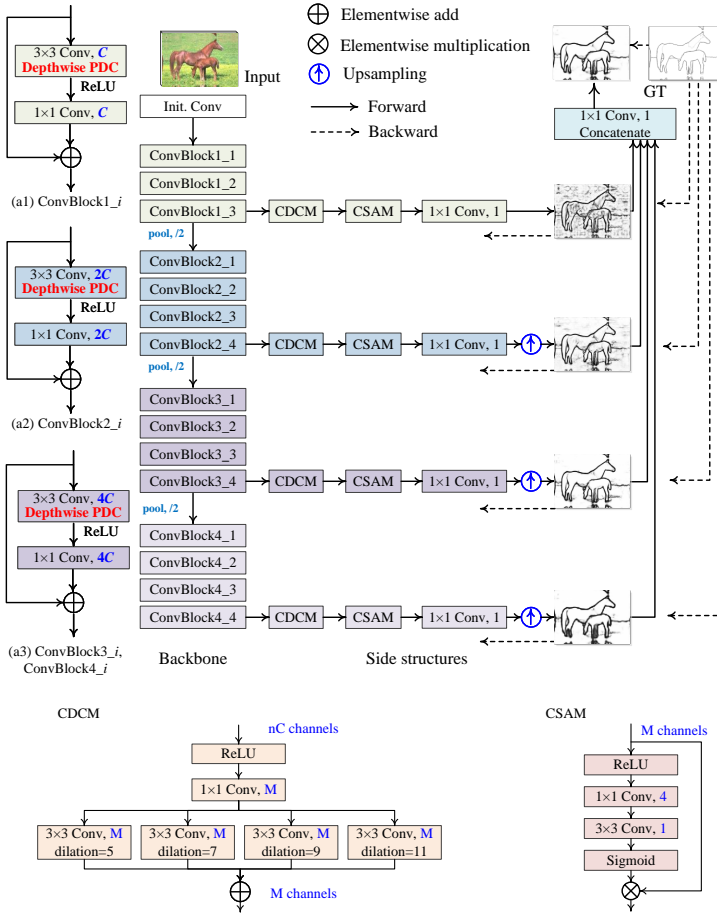 Elementwise add
Elementwise multiplication
Upsampling
Forward
Backward
3×3 Conv, C
Depthwise PDC
ReLU
1×1 Conv, C
(a1) ConvBlock1_i
3×3 Conv, 2C
Depthwise PDC
ReLU
1×1 Conv, 2C
(a2) ConvBlock2_i
3×3 Conv, 4C
Depthwise PDC
ReLU
1×1 Conv, 4C
(a3) ConvBlock3_i,
ConvBlock4_i
Input
Init. Conv
ConvBlock1_1
ConvBlock1_2
ConvBlock1_3
CDCM
CSAM
1×1 Conv, 1
pool, /2
ConvBlock2_1
ConvBlock2_2
ConvBlock2_3
ConvBlock2_4
CDCM
CSAM
1×1 Conv, 1
pool, /2
ConvBlock3_1
ConvBlock3_2
ConvBlock3_3
ConvBlock3_4
CDCM
CSAM
1×1 Conv, 1
pool, /2
ConvBlock4_1
ConvBlock4_2
ConvBlock4_3
ConvBlock4_4
CDCM
CSAM
1×1 Conv, 1
Backbone
Side structures
GT
1×1 Conv, 1
Concatenate
CDCM
nC channels
ReLU
1×1 Conv, M
3×3 Conv, M
dilation=5
3×3 Conv, M
dilation=7
3×3 Conv, M
dilation=9
3×3 Conv, M
dilation=11
M channels
CSAM
M channels
ReLU
1×1 Conv, 4
3×3 Conv, 1
Sigmoid